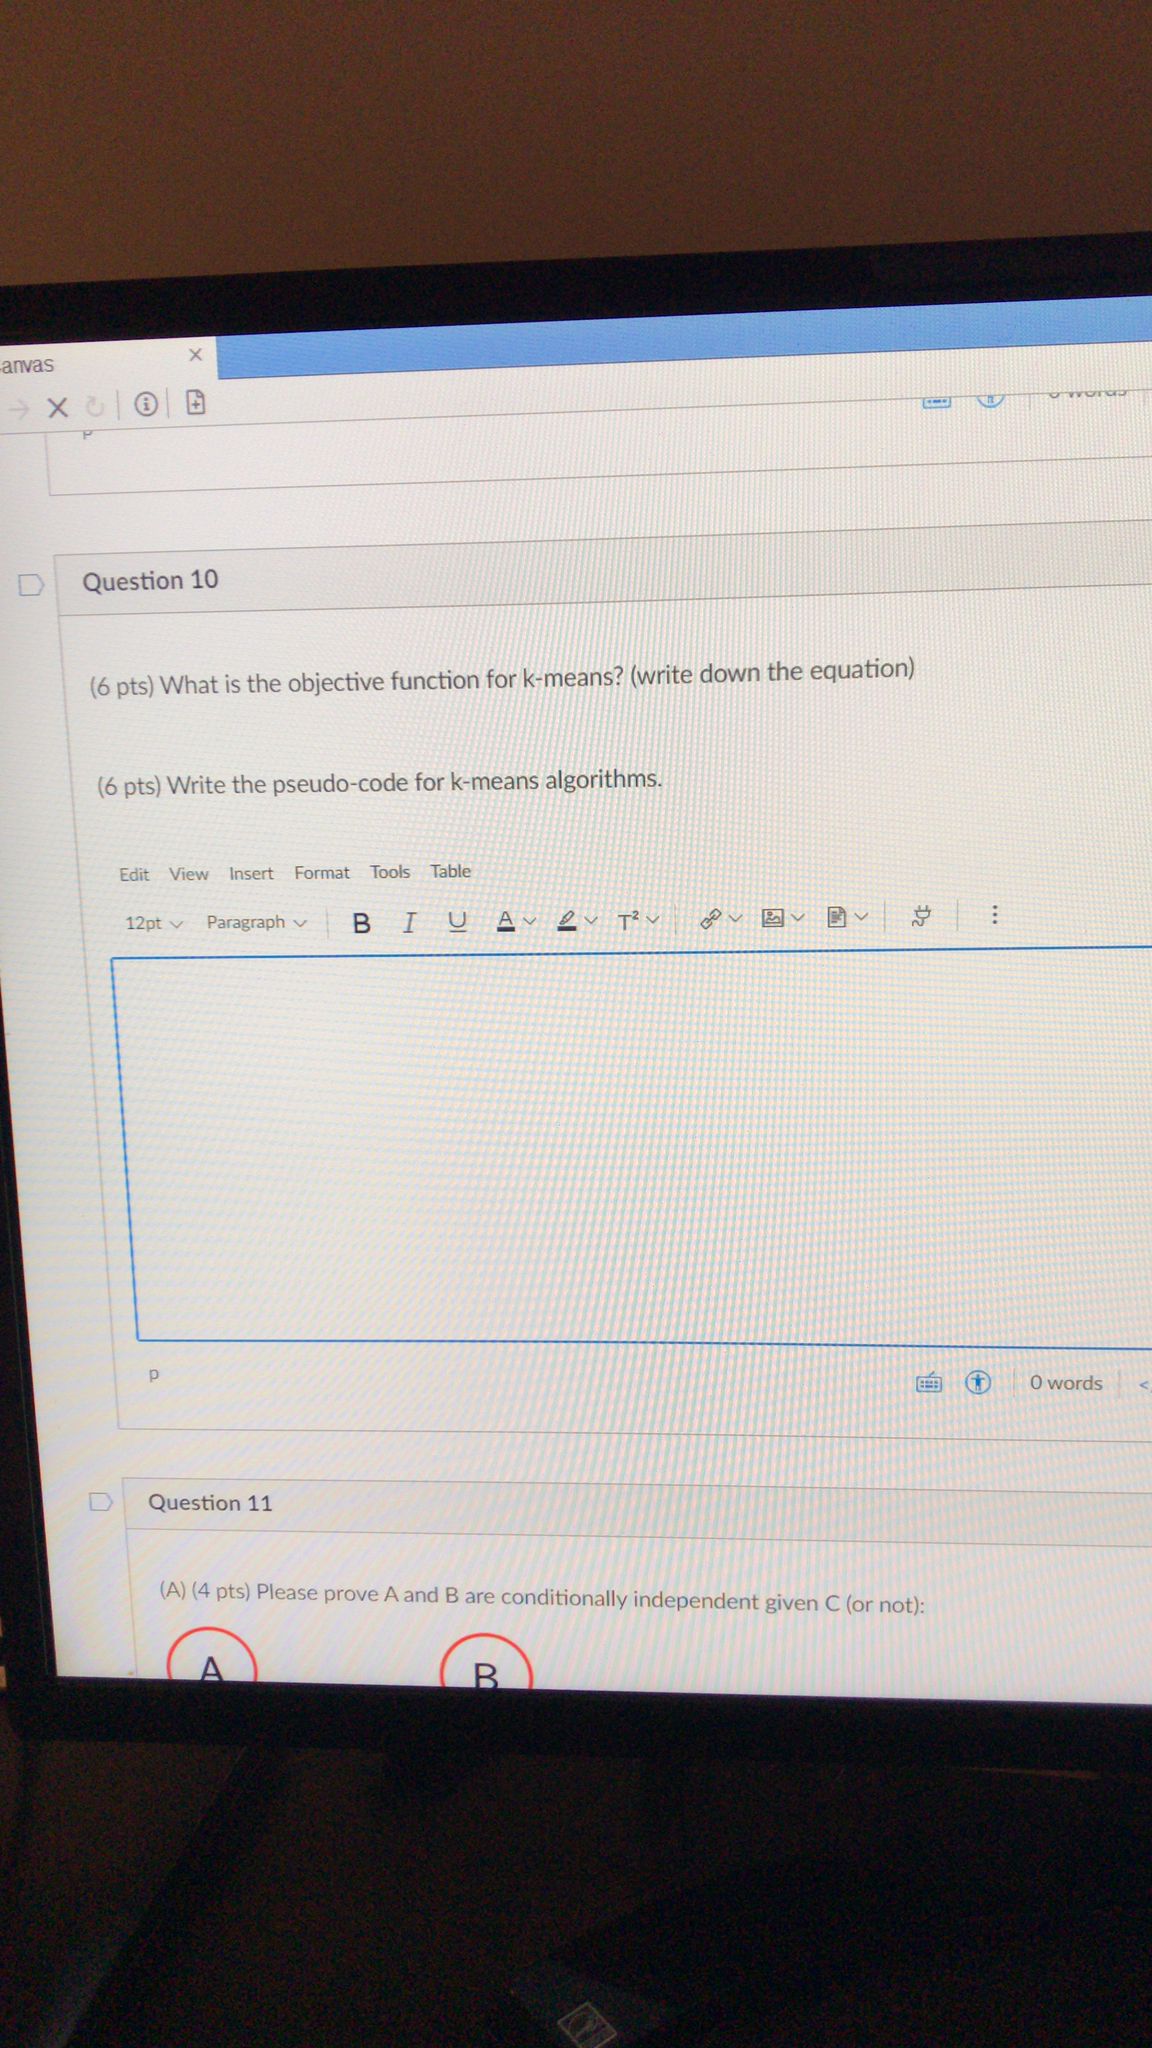 anvas
Question 10
(6 pts) What is the objective function for k-means? (write down the equation)
(6 pts) Write the pseudo-code for k-means algorithms.
Edit View Insert Format Tools Table
12pt Paragraph B I U A T²
p
0 words
Question 11
(A) (4 pts) Please prove A and B are conditionally independent given C (or not):
A B